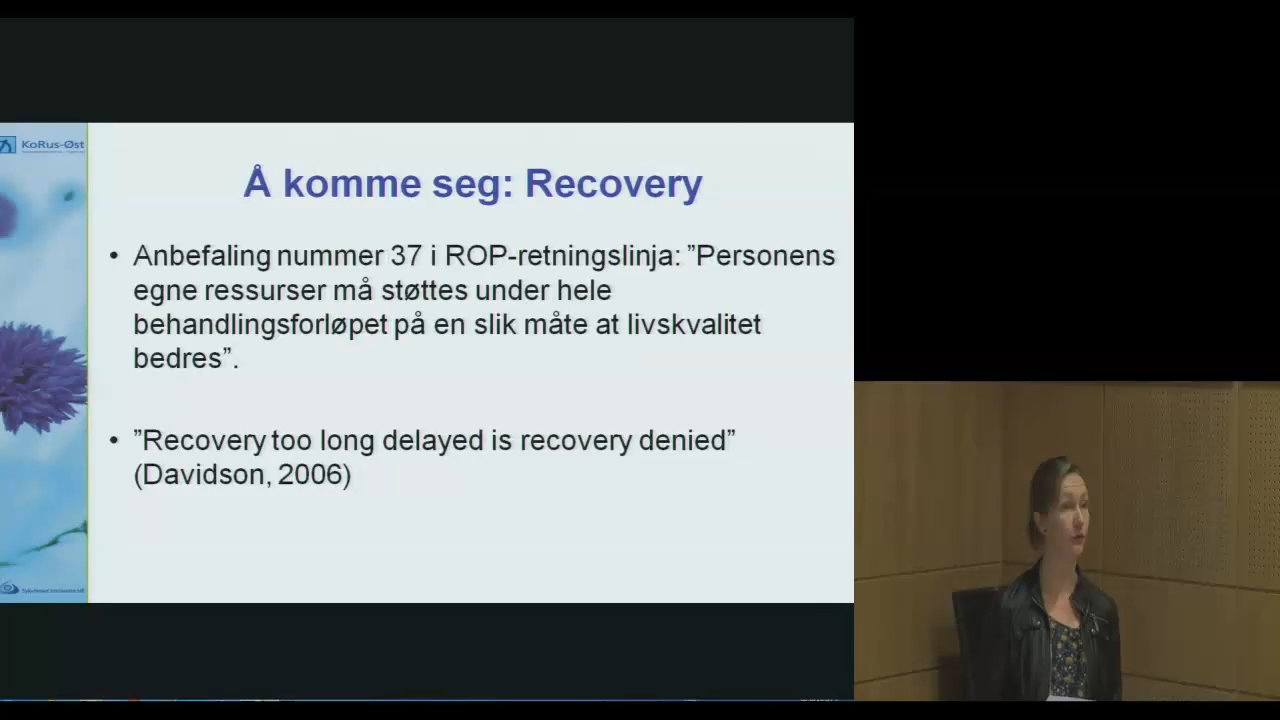 KoRus-Øst
Å komme seg: Recovery
• Anbefaling nummer 37 i ROP-retningslinja: ”Personens
egne ressurser må støttes under hele
behandlingsforløpet på en slik måte at livskvalitet
bedres”.
• ”Recovery too long delayed is recovery denied”
(Davidson, 2006)